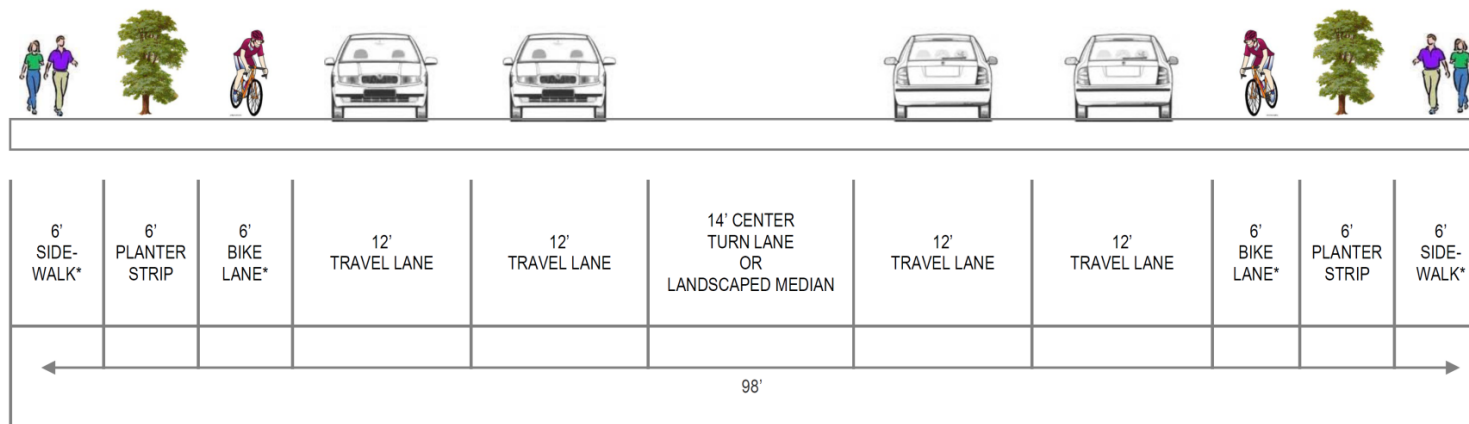 6’
SIDE-
WALK*
6’
PLANTER
STRIP
6’
BIKE
LANE*
12’
TRAVEL LANE
12’
TRAVEL LANE
14’ CENTER
TURN LANE
OR
LANDSCAPED MEDIAN
12’
TRAVEL LANE
12’
TRAVEL LANE
6’
BIKE
LANE*
6’
PLANTER
STRIP
6’
SIDE-
WALK*
98’